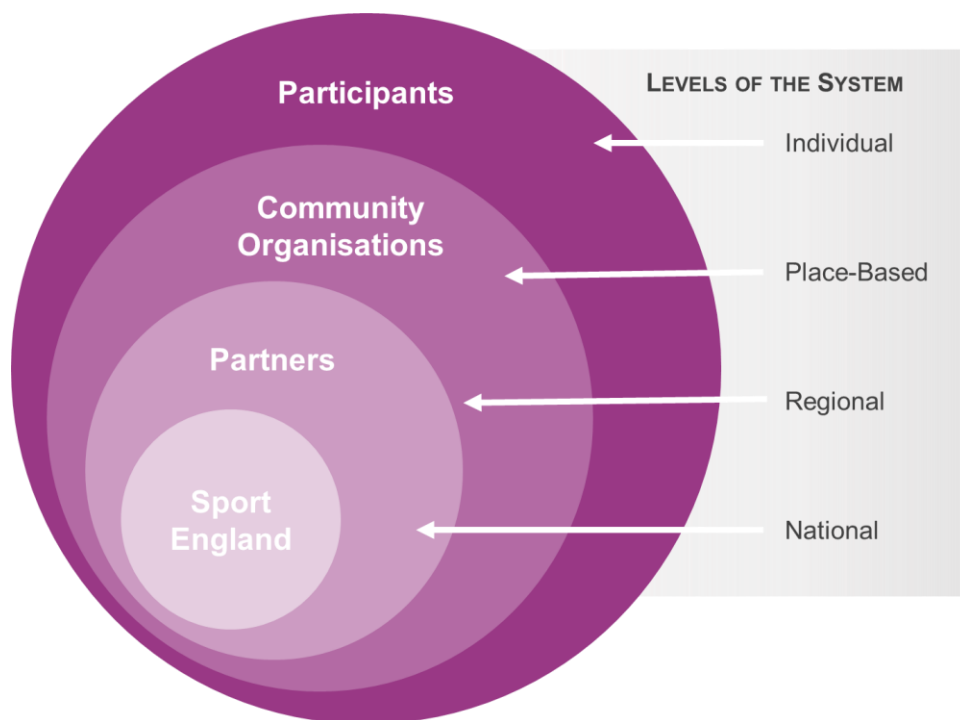 Participants
Community
Organisations
Partners
Sport
England
LEVELS OF THE SYSTEM
Individual
Place-Based
Regional
National